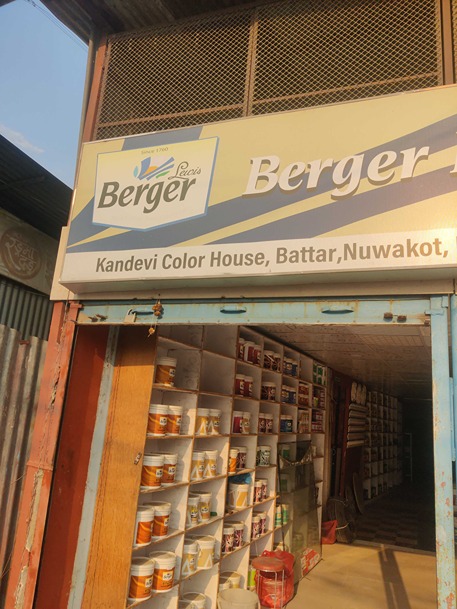 Since 1760
Lewis
Berger
Berger
Kandevi Color House, Battar,Nuwakot,